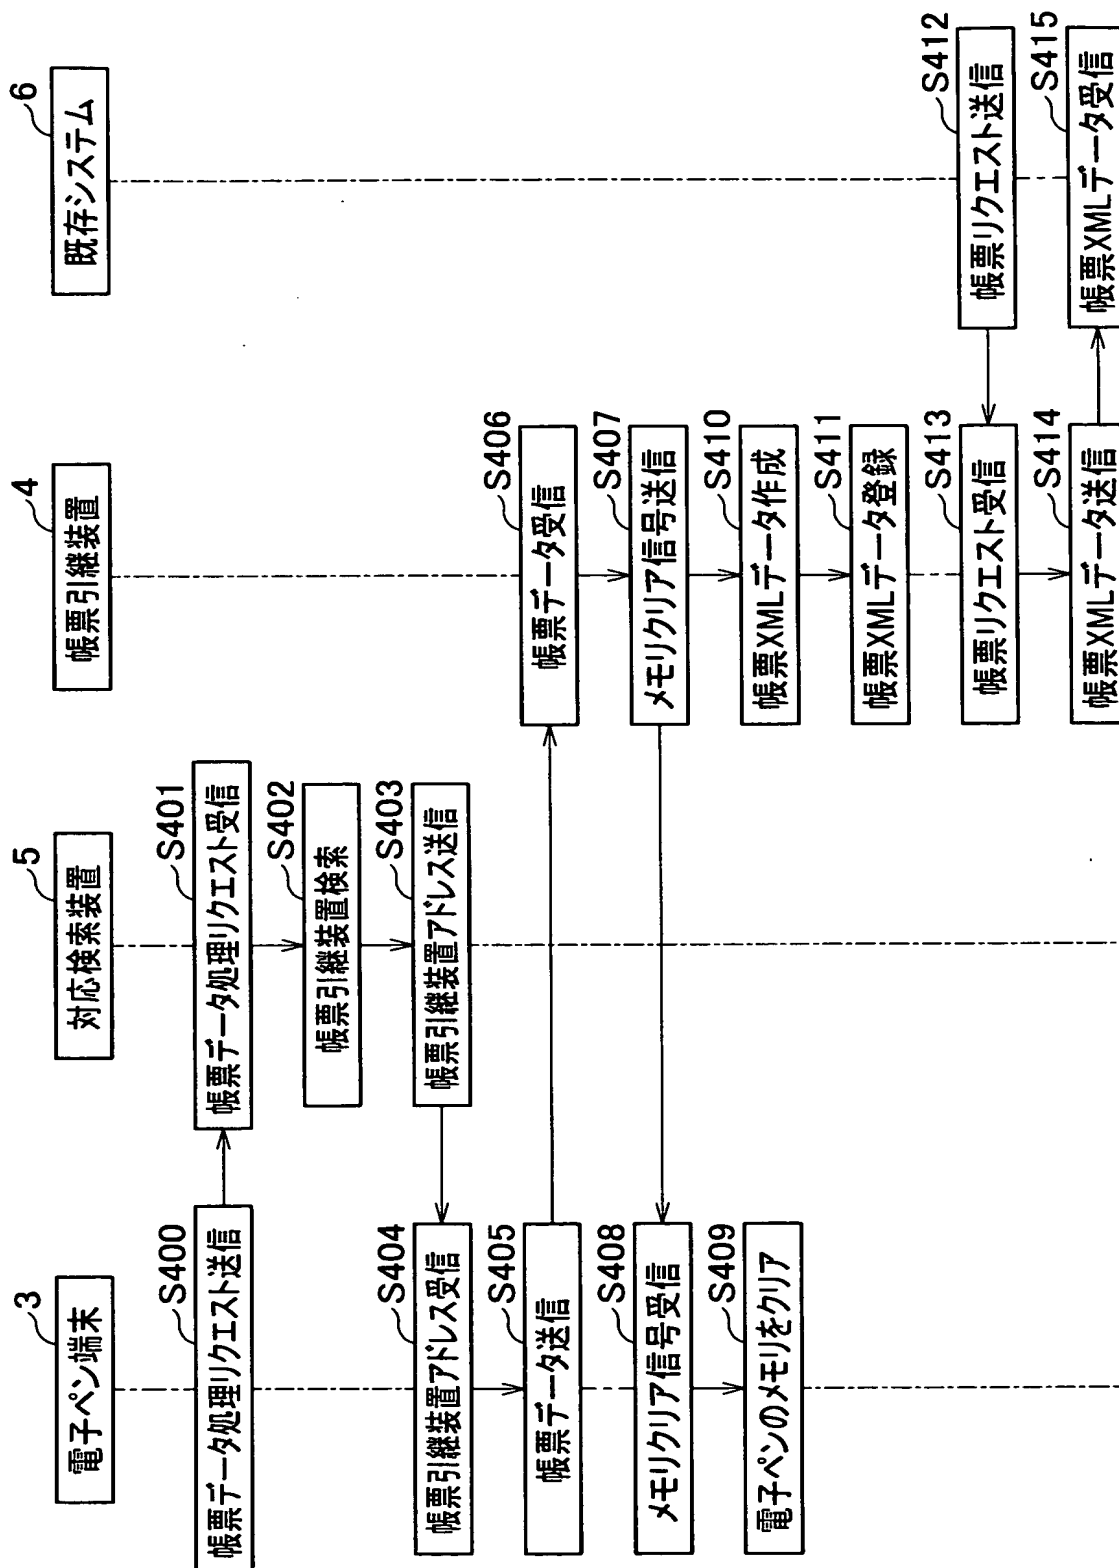 3
電子ペン端末
5
対応検索装置
4
帳票引継装置
6
既存システム
S400
帳票データ処理リクエスト送信
S401
帳票データ処理リクエスト受信
S402
帳票引継装置検索
S403
帳票引継装置アドレス送信
S404
帳票引継装置アドレス受信
S405
帳票データ送信
S406
帳票データ受信
S407
メモリクリア信号送信
S408
メモリクリア信号受信
S409
電子ペンのメモリをクリア
S410
帳票XMLデータ作成
S411
帳票XMLデータ登録
S412
帳票リクエスト送信
S413
帳票リクエスト受信
S414
帳票XMLデータ送信
S415
帳票XMLデータ受信